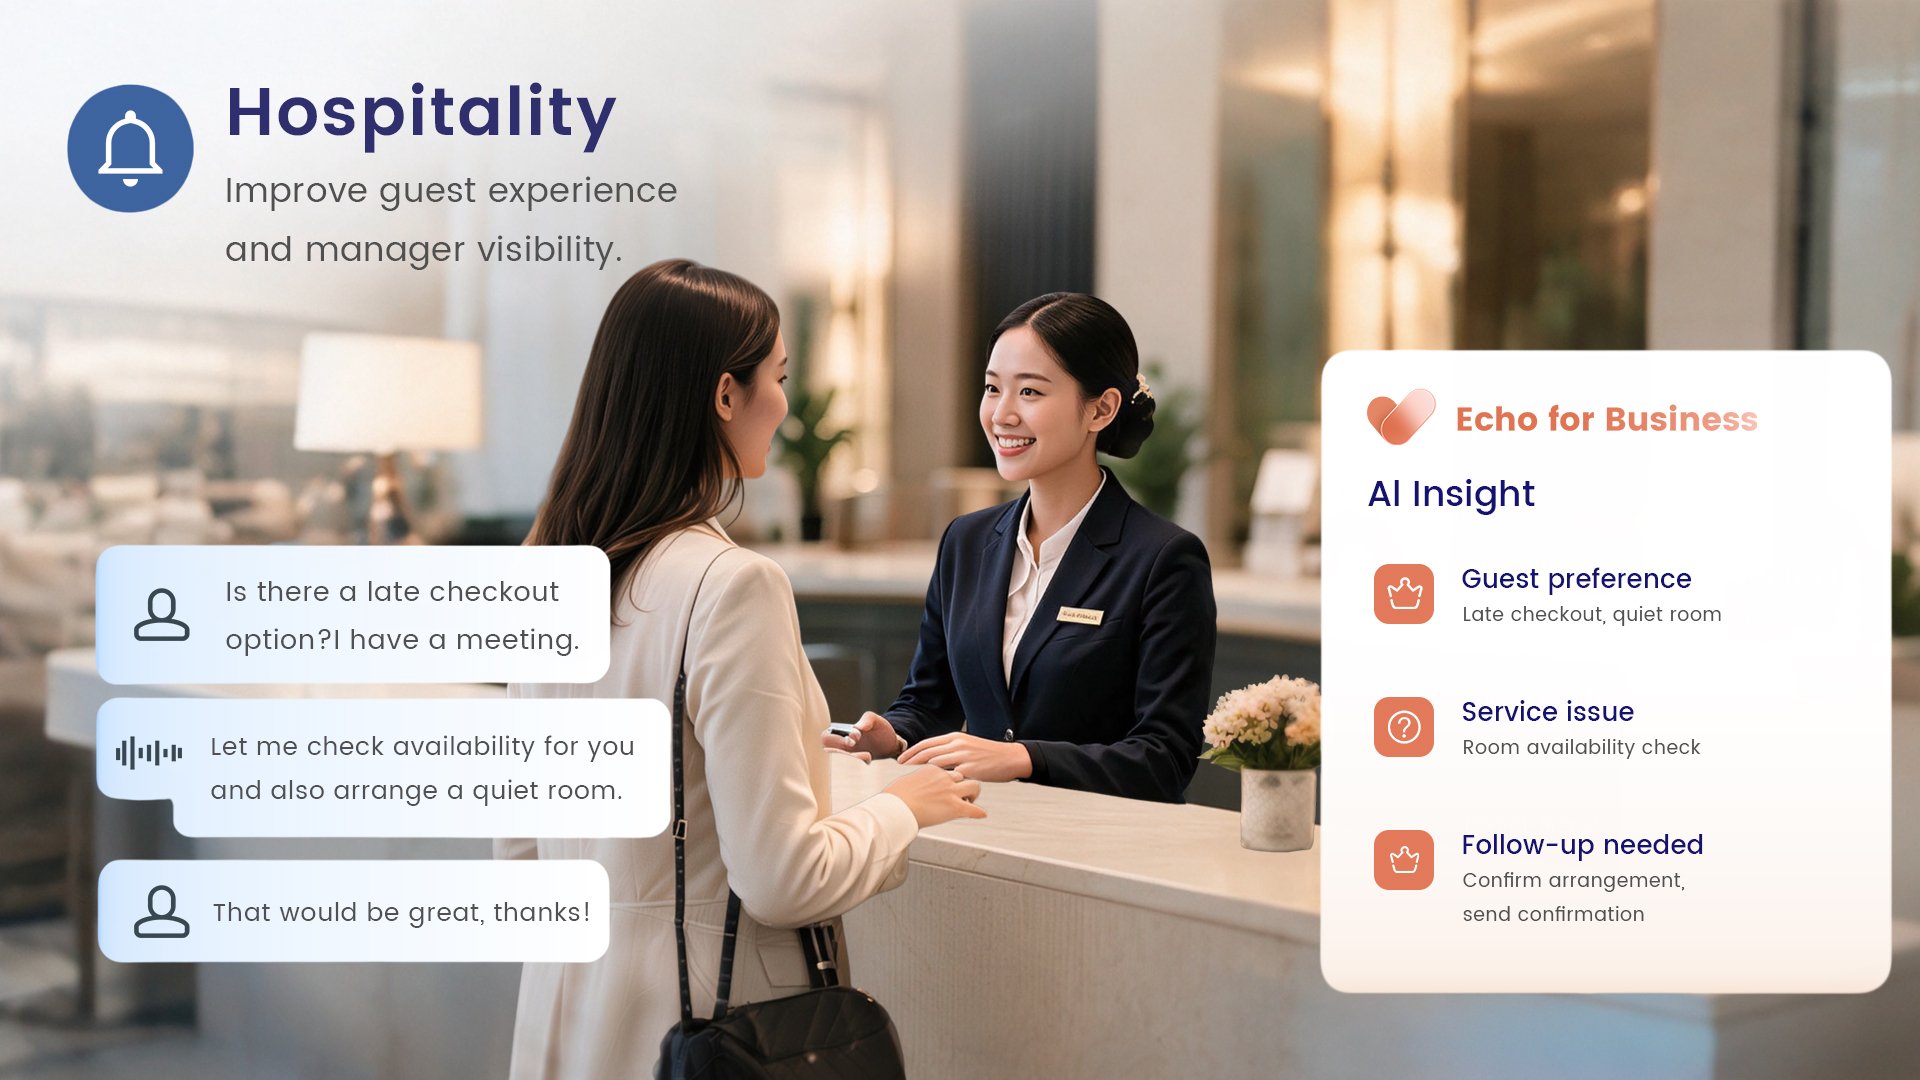 Hospitality
Improve guest experience
and manager visibility.
Is there a late checkout
option?I have a meeting.
Let me check availability for you
and also arrange a quiet room.
That would be great, thanks!
Echo for Business
AI Insight
Guest preference
Late checkout, quiet room
Service issue
Room availability check
Follow-up needed
Confirm arrangement,
send confirmation